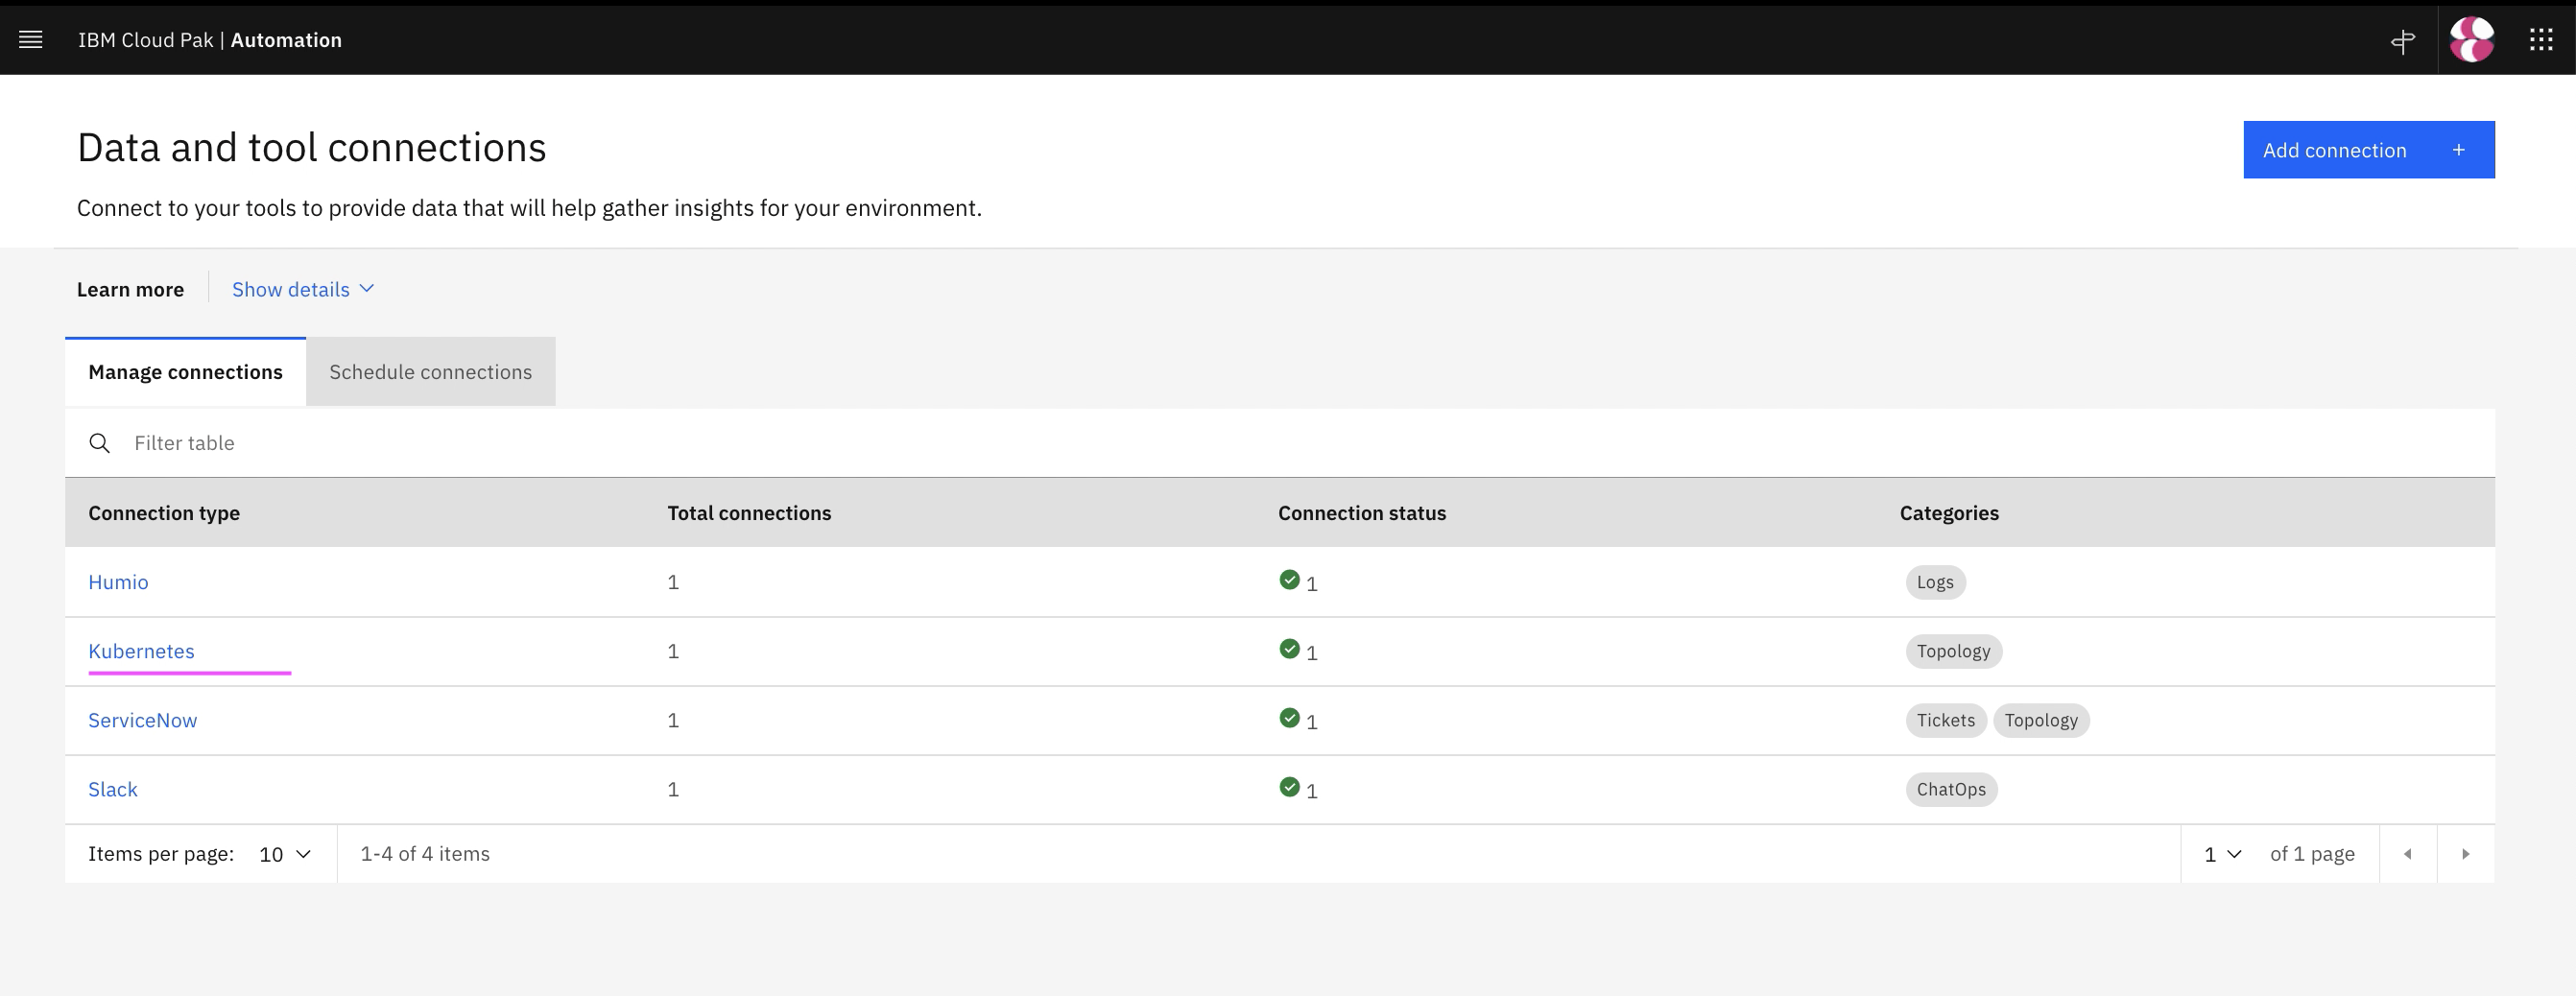 IBM Cloud Pak | Automation
Data and tool connections
Add connection +
Connect to your tools to provide data that will help gather insights for your environment.
Learn more Show details
Manage connections Schedule connections
Filter table
Connection type Total connections Connection status Categories
Humio 1 1 Logs
Kubernetes 1 1 Topology
ServiceNow 1 1 Tickets Topology
Slack 1 1 ChatOps
Items per page: 10 1-4 of 4 items 1 of 1 page